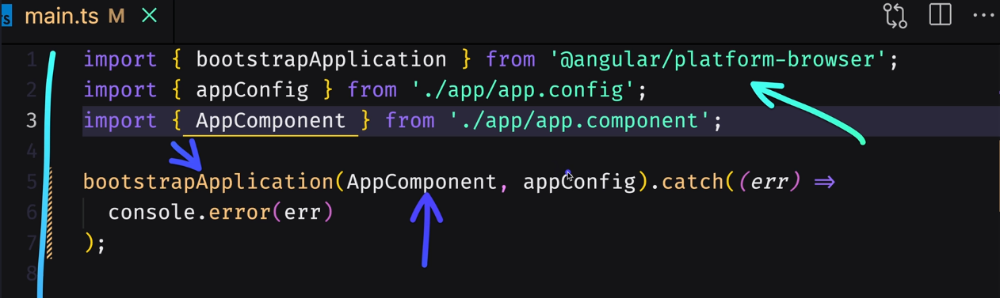 TS main.ts M
1 import { bootstrapApplication } from '@angular/platform-browser';
2 import { appConfig } from './app/app.config';
3 import { AppComponent } from './app/app.component';
4
5 bootstrapApplication(AppComponent, appConfig).catch((err) =>
6 console.error(err)
7 );
8